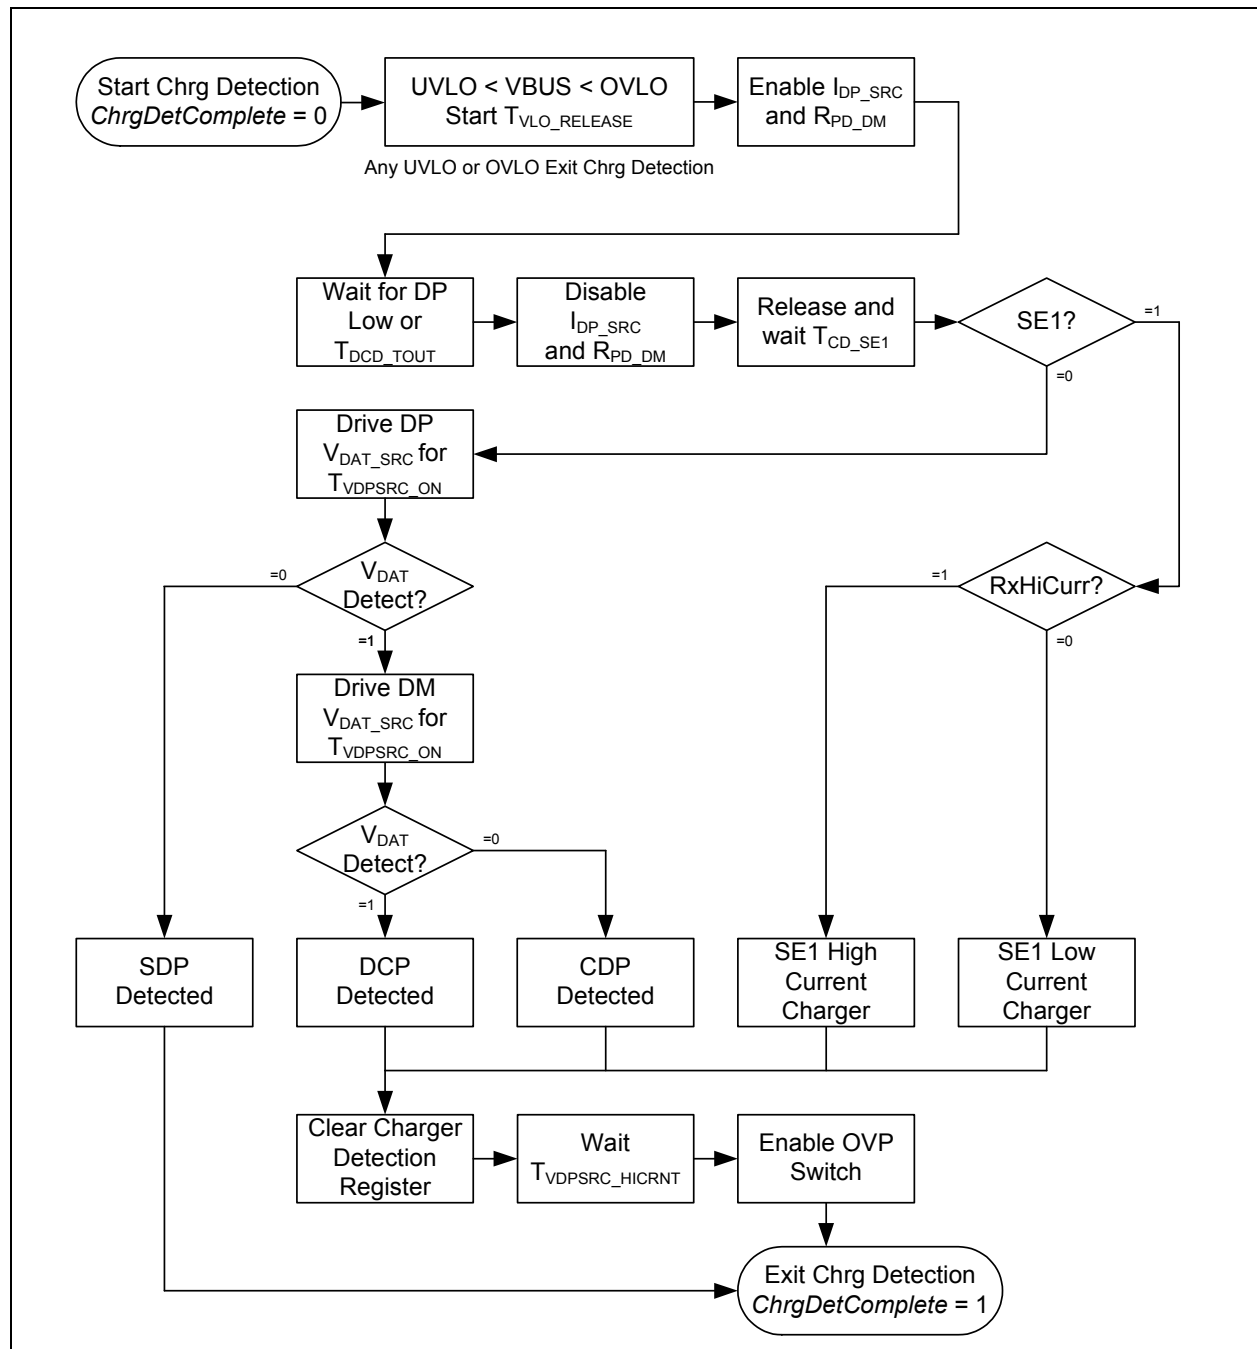 Start Chrg Detection
ChrgDetComplete = 0
UVLO < VBUS < OVLO
Start TVLO_RELEASE
Enable IDP_SRC
and RPD_DM
Any UVLO or OVLO Exit Chrg Detection
Wait for DP
Low or
TDCD_TOUT
Disable
IDP_SRC
and RPD_DM
Release and
wait TCD_SE1
SE1?
=1
=0
Drive DP
VDAT_SRC for
TVDPSRC_ON
=0
VDAT
Detect?
=1
=1
RxHiCurr?
=0
Drive DM
VDAT_SRC for
TVDPSRC_ON
VDAT
Detect?
=0
=1
SDP
Detected
DCP
Detected
CDP
Detected
SE1 High
Current
Charger
SE1 Low
Current
Charger
Clear Charger
Detection
Register
Wait
TVDPSRC_HICRNT
Enable OVP
Switch
Exit Chrg Detection
ChrgDetComplete = 1